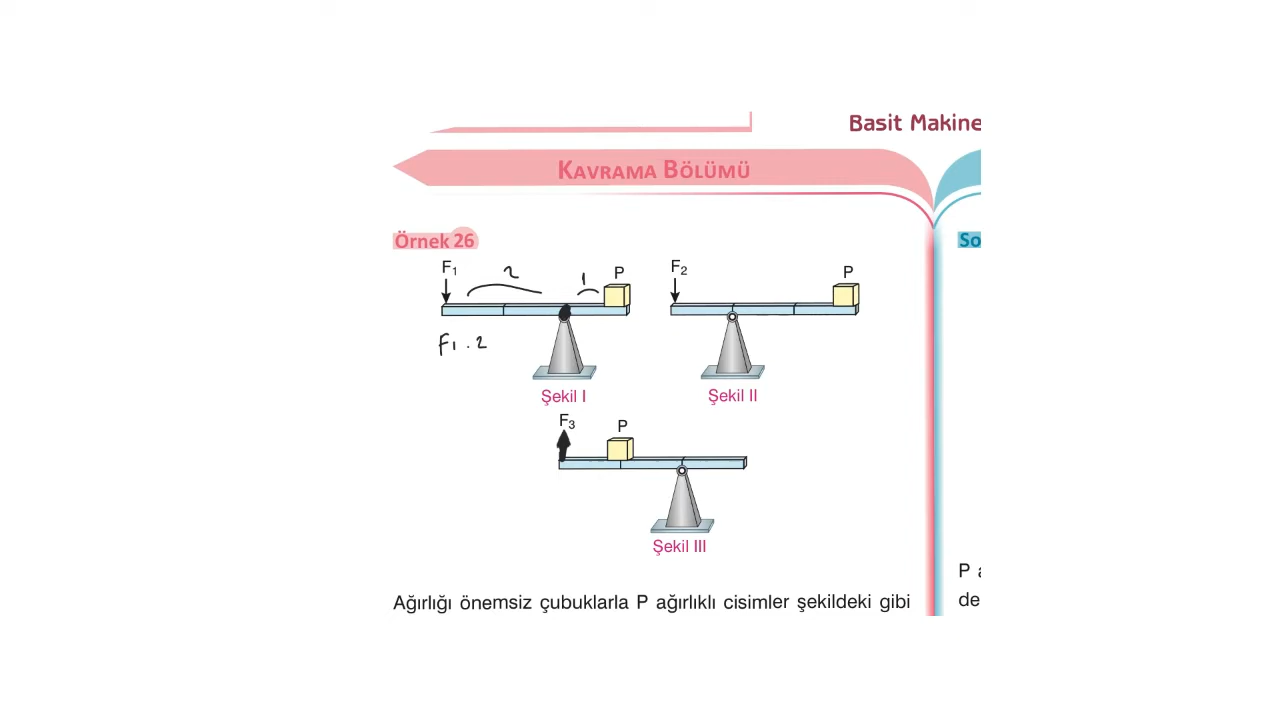 Basit Makine
KAVRAMA BÖLÜMÜ
Örnek 26
So
F1 2 1 P
F2 P
F1 . 2
Şekil I
Şekil II
F3 P
Şekil III
P
Ağırlığı önemsiz çubuklarla P ağırlıklı cisimler şekildeki gibi
de